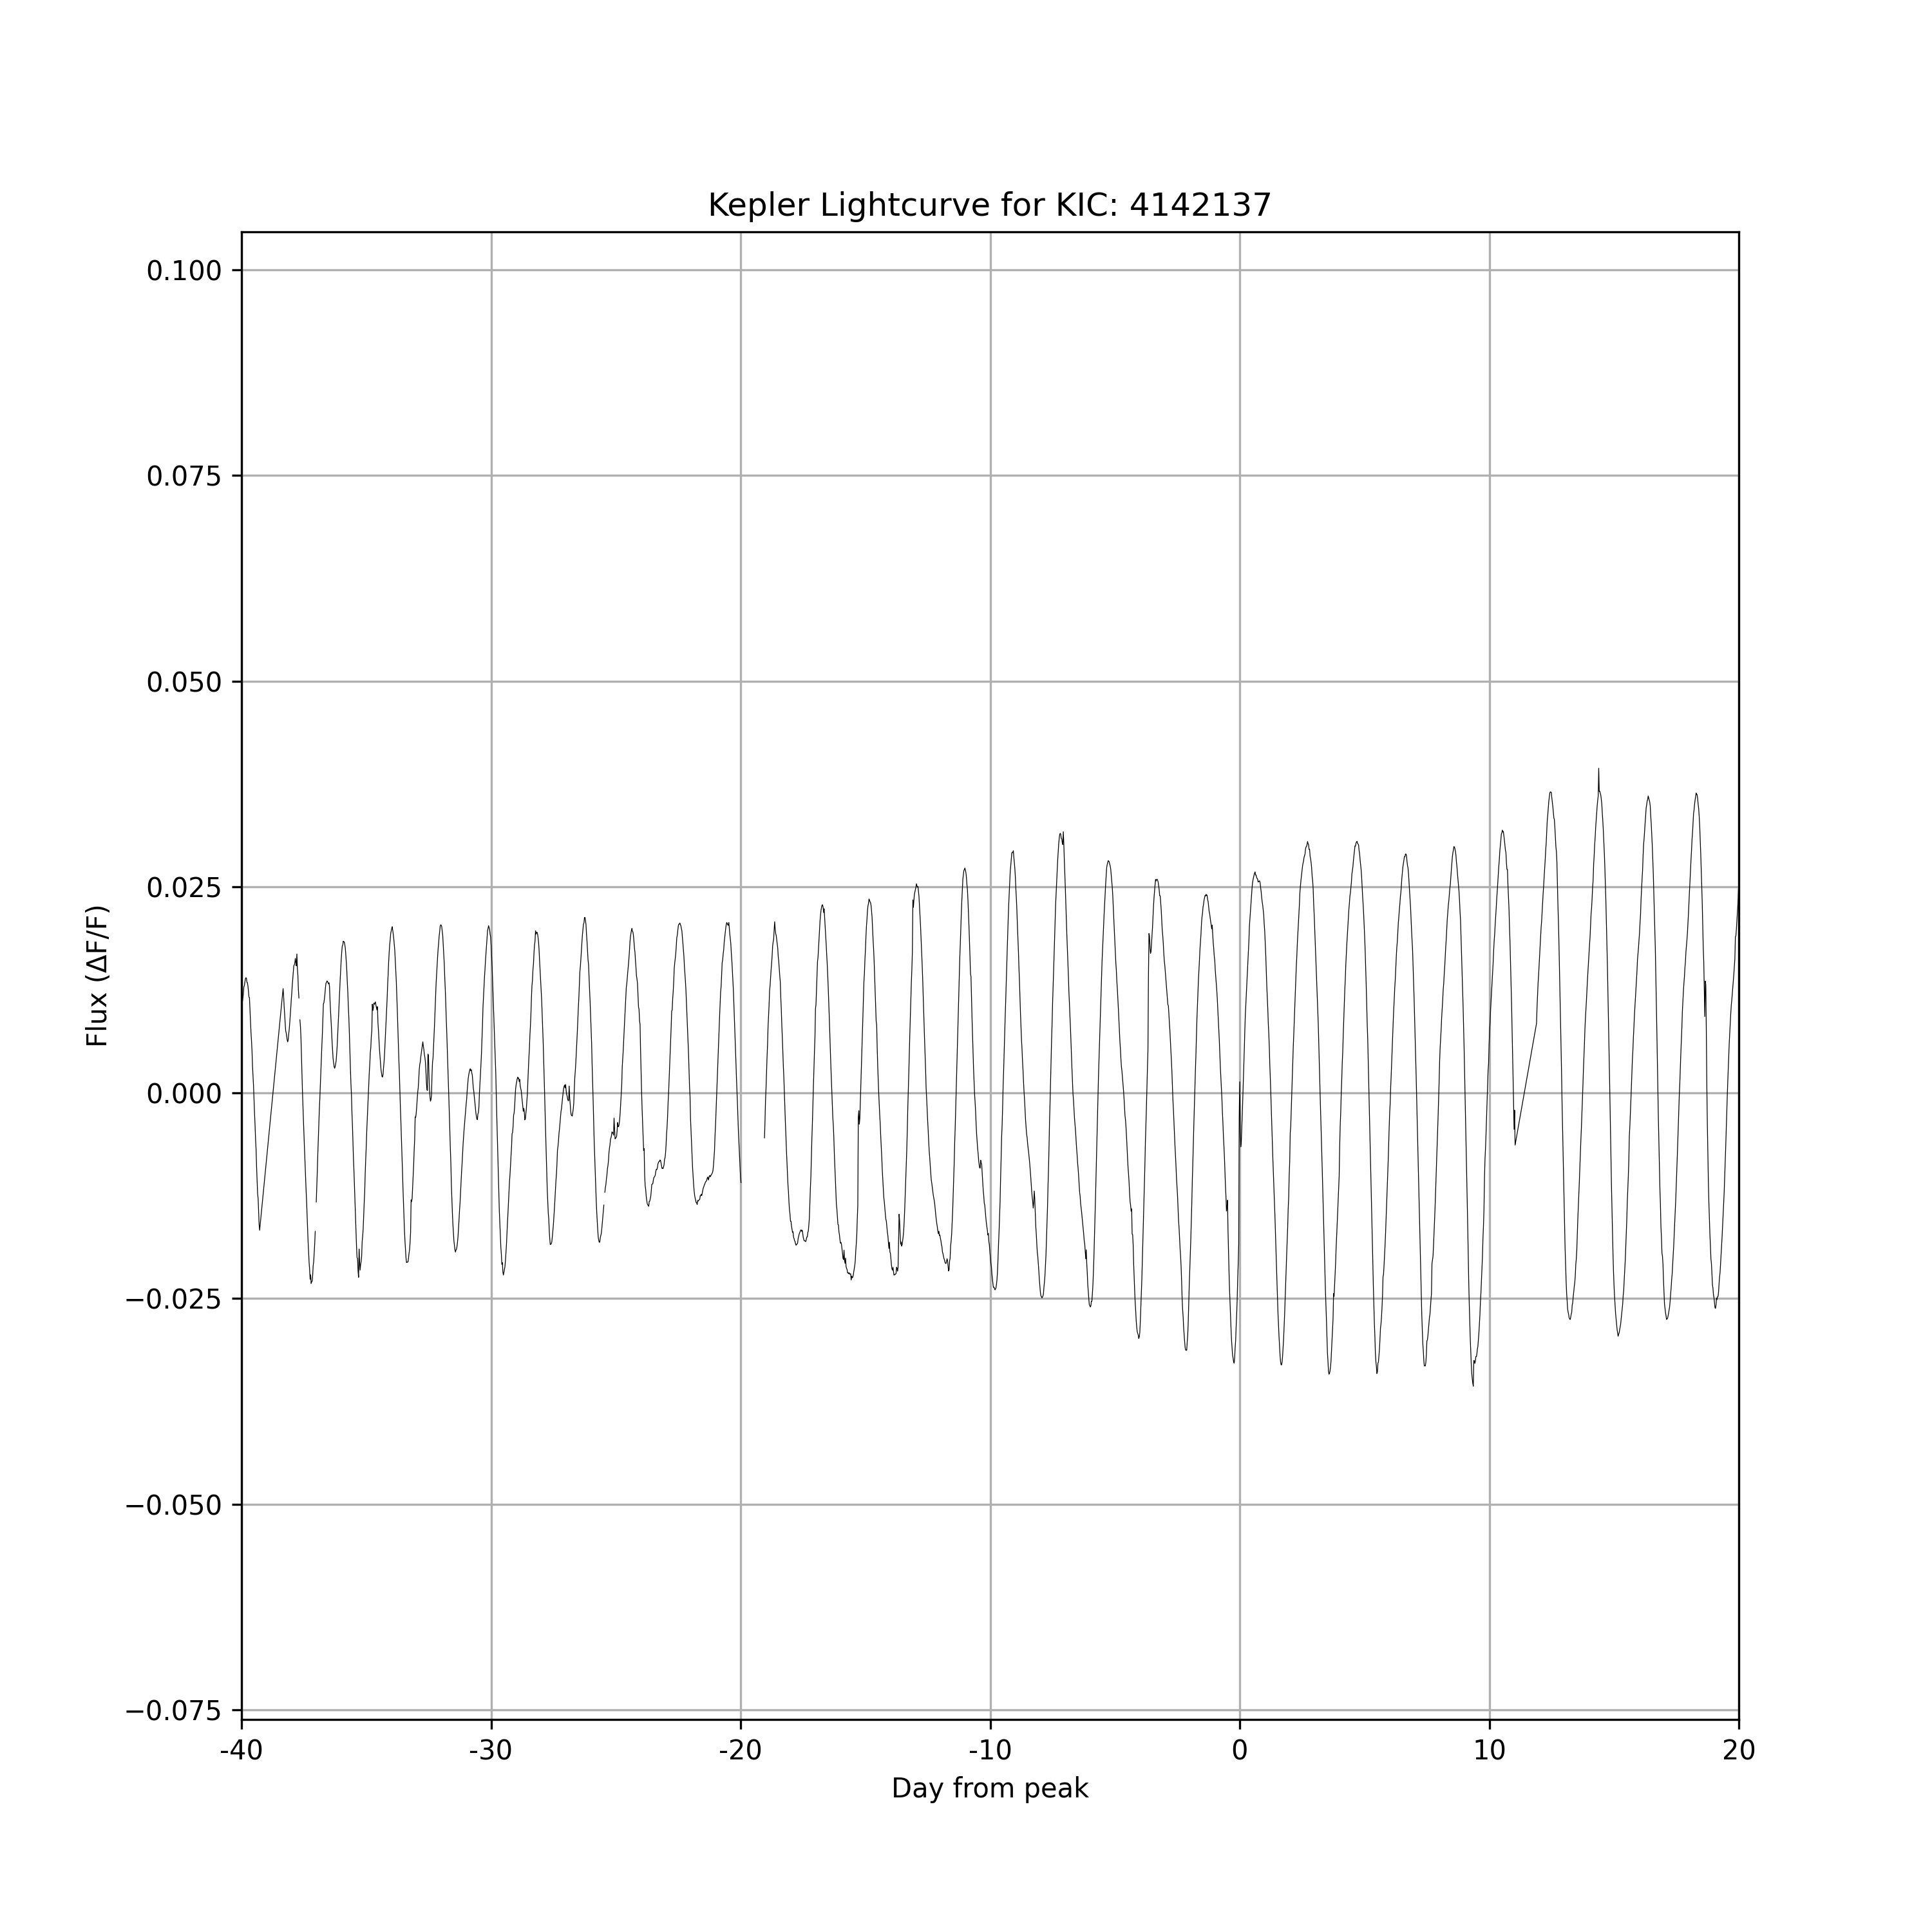 Kepler Lightcurve for KIC: 4142137
0.100
0.075
0.050
0.025
0.000
−0.025
−0.050
−0.075
Flux (ΔF/F)
-40 -30 -20 -10 0 10 20
Day from peak